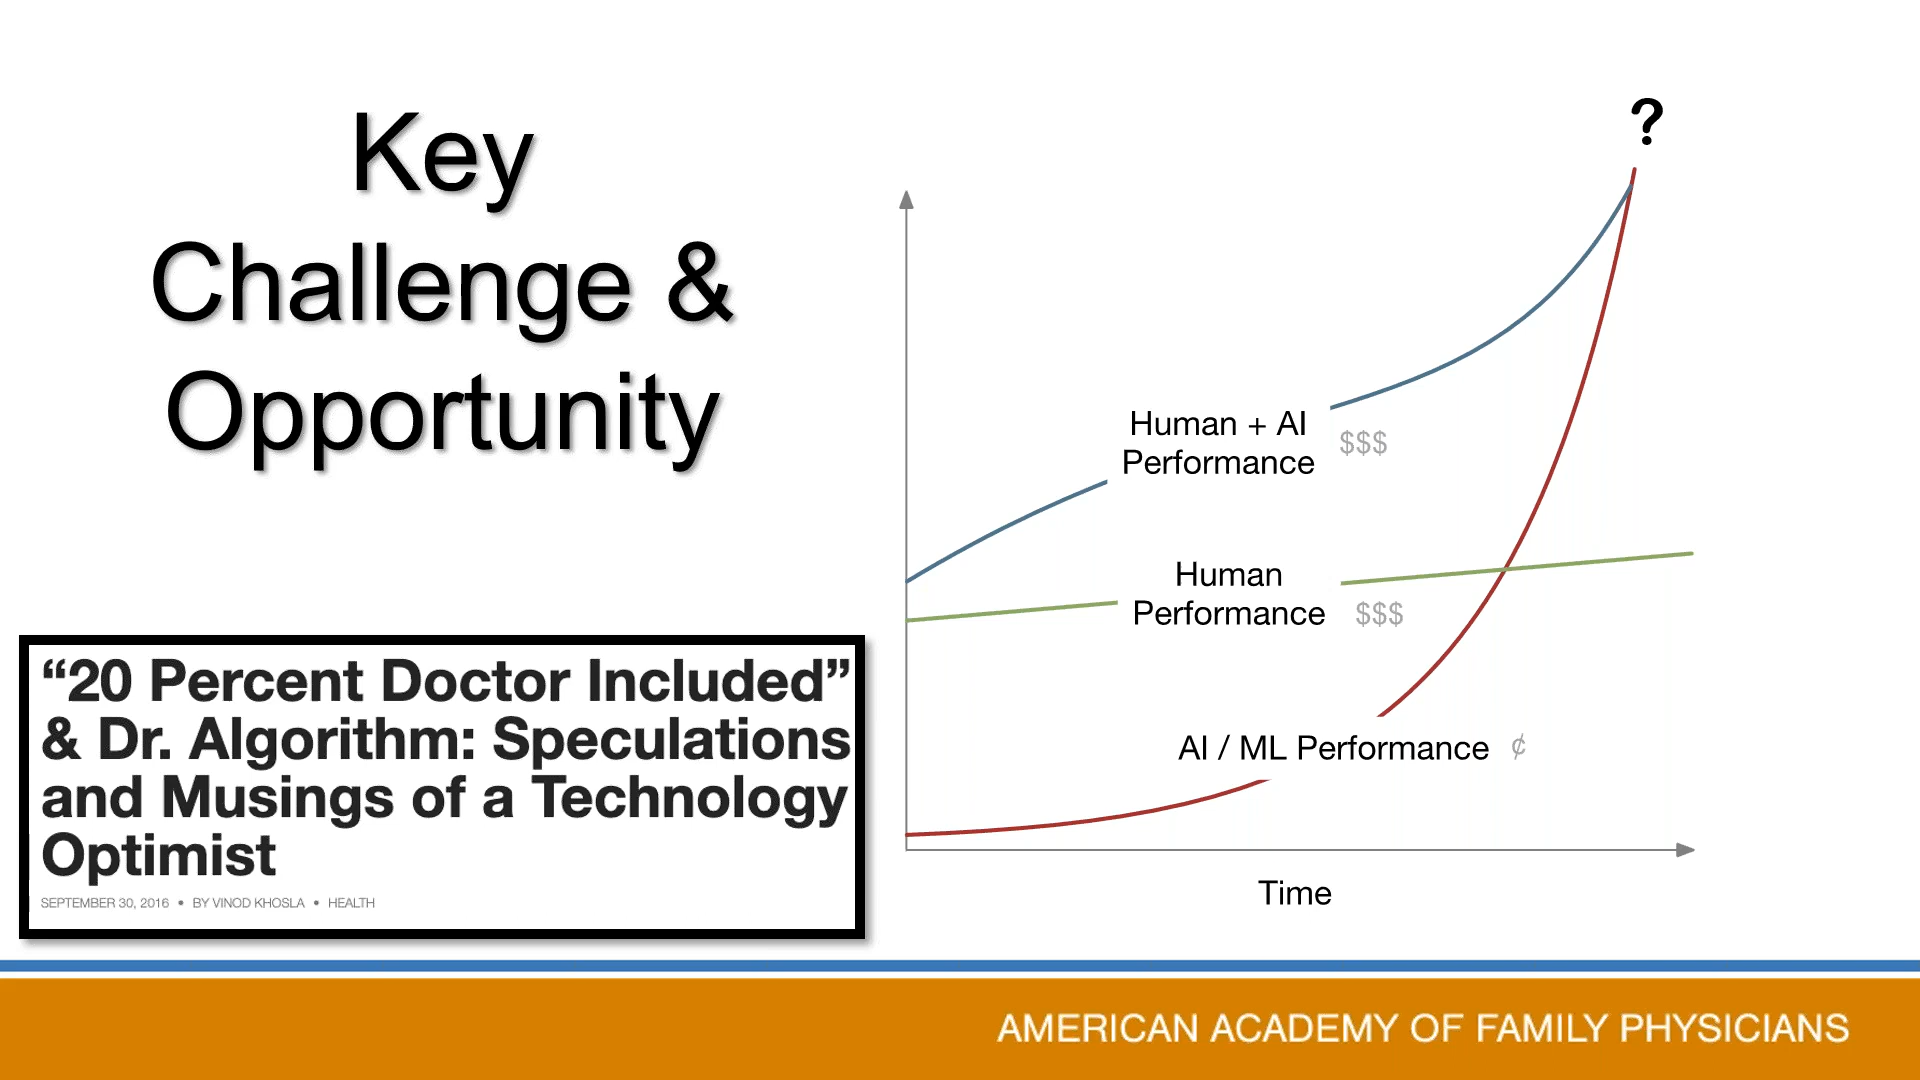 Key
Challenge &
Opportunity
“20 Percent Doctor Included”
& Dr. Algorithm: Speculations
and Musings of a Technology
Optimist
SEPTEMBER 30, 2016 • BY VINOD KHOSLA • HEALTH
?
Human + AI
Performance $$$
Human
Performance $$$
AI / ML Performance ¢
Time
AMERICAN ACADEMY OF FAMILY PHYSICIANS